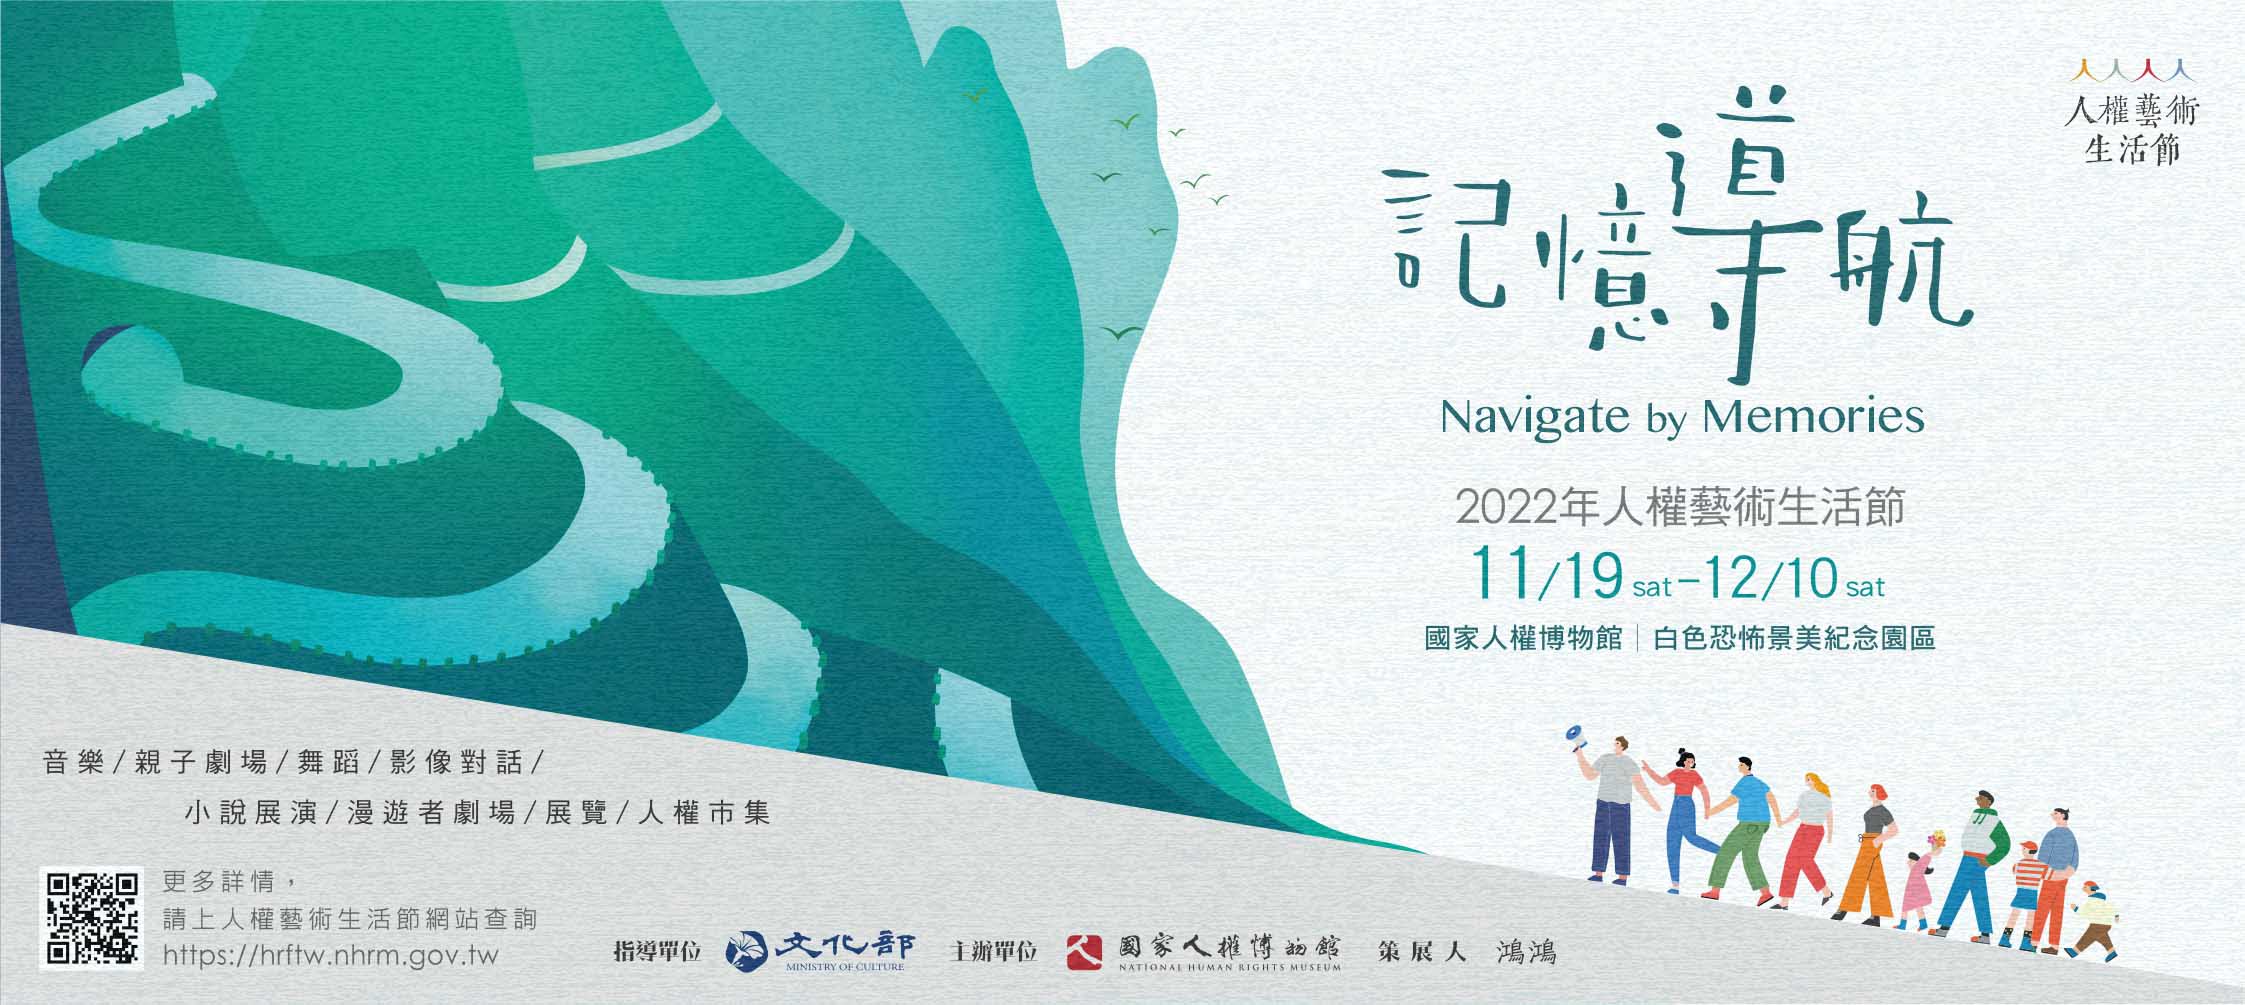 人權藝術
生活節
記憶導航
Navigate by Memories
2022年人權藝術生活節
11/19 sat – 12/10 sat
國家人權博物館｜白色恐怖景美紀念園區
音樂/親子劇場/舞蹈/影像對話/
小說展演/漫遊者劇場/展覽/人權市集
更多詳情，
請上人權藝術生活節網站查詢
https://hrftw.nhrm.gov.tw
指導單位 文化部 MINISTRY OF CULTURE 主辦單位 國家人權博物館 NATIONAL HUMAN RIGHTS MUSEUM 策展人 鴻鴻